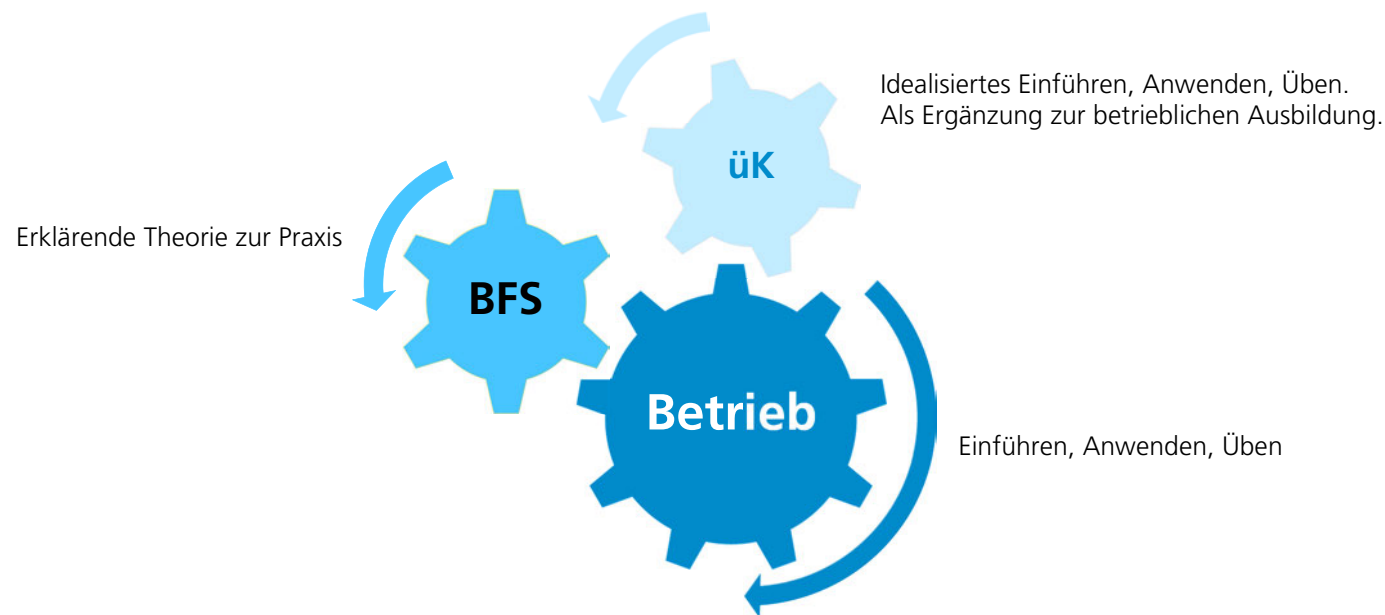 Idealisiertes Einführen, Anwenden, Üben.
Als Ergänzung zur betrieblichen Ausbildung.
üK
Erklärende Theorie zur Praxis
BFS
Betrieb
Einführen, Anwenden, Üben